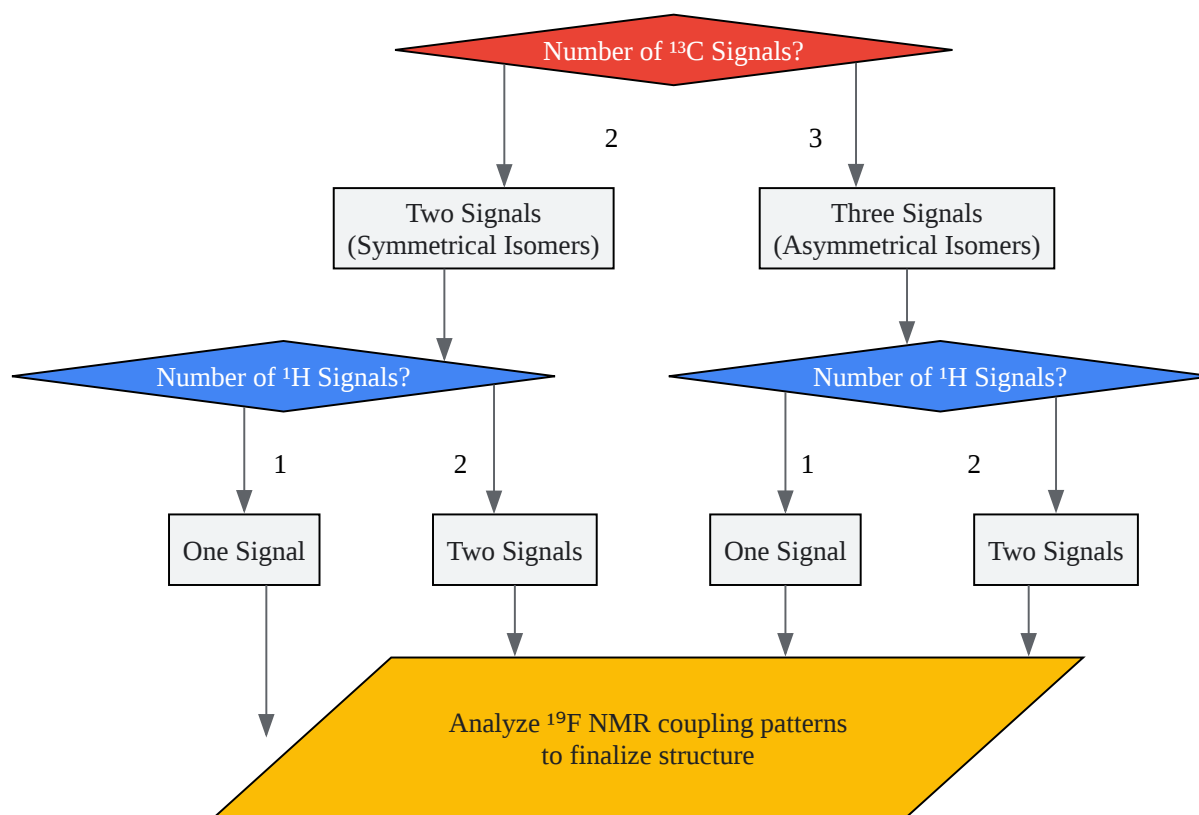 Number of ¹³C Signals?
2
3
Two Signals
(Symmetrical Isomers)
Three Signals
(Asymmetrical Isomers)
Number of ¹H Signals?
Number of ¹H Signals?
1
2
1
2
One Signal
Two Signals
One Signal
Two Signals
Analyze ¹⁹F NMR coupling patterns
to finalize structure